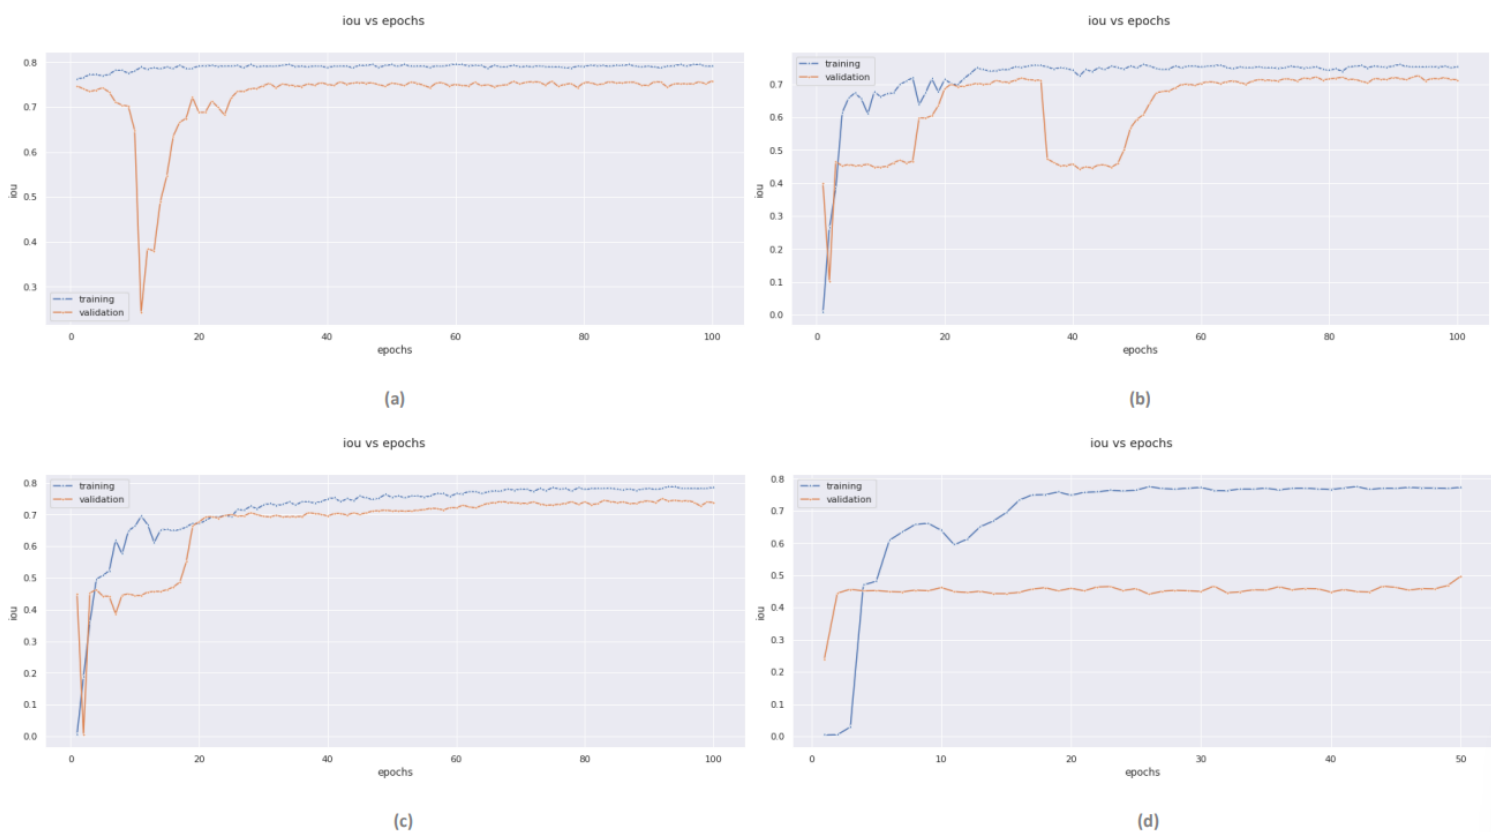 iou vs epochs
0.8
0.7
0.6
0.5
0.4
0.3
iou
training
validation
0 20 40 60 80 100
epochs
(a)
iou vs epochs
training
validation
0.7
0.6
0.5
0.4
0.3
0.2
0.1
0.0
iou
0 20 40 60 80 100
epochs
(b)
iou vs epochs
0.8
0.7
0.6
0.5
0.4
0.3
0.2
0.1
0.0
iou
training
validation
0 20 40 60 80 100
epochs
(c)
iou vs epochs
0.8
0.7
0.6
0.5
0.4
0.3
0.2
0.1
0.0
iou
training
validation
0 10 20 30 40 50
epochs
(d)